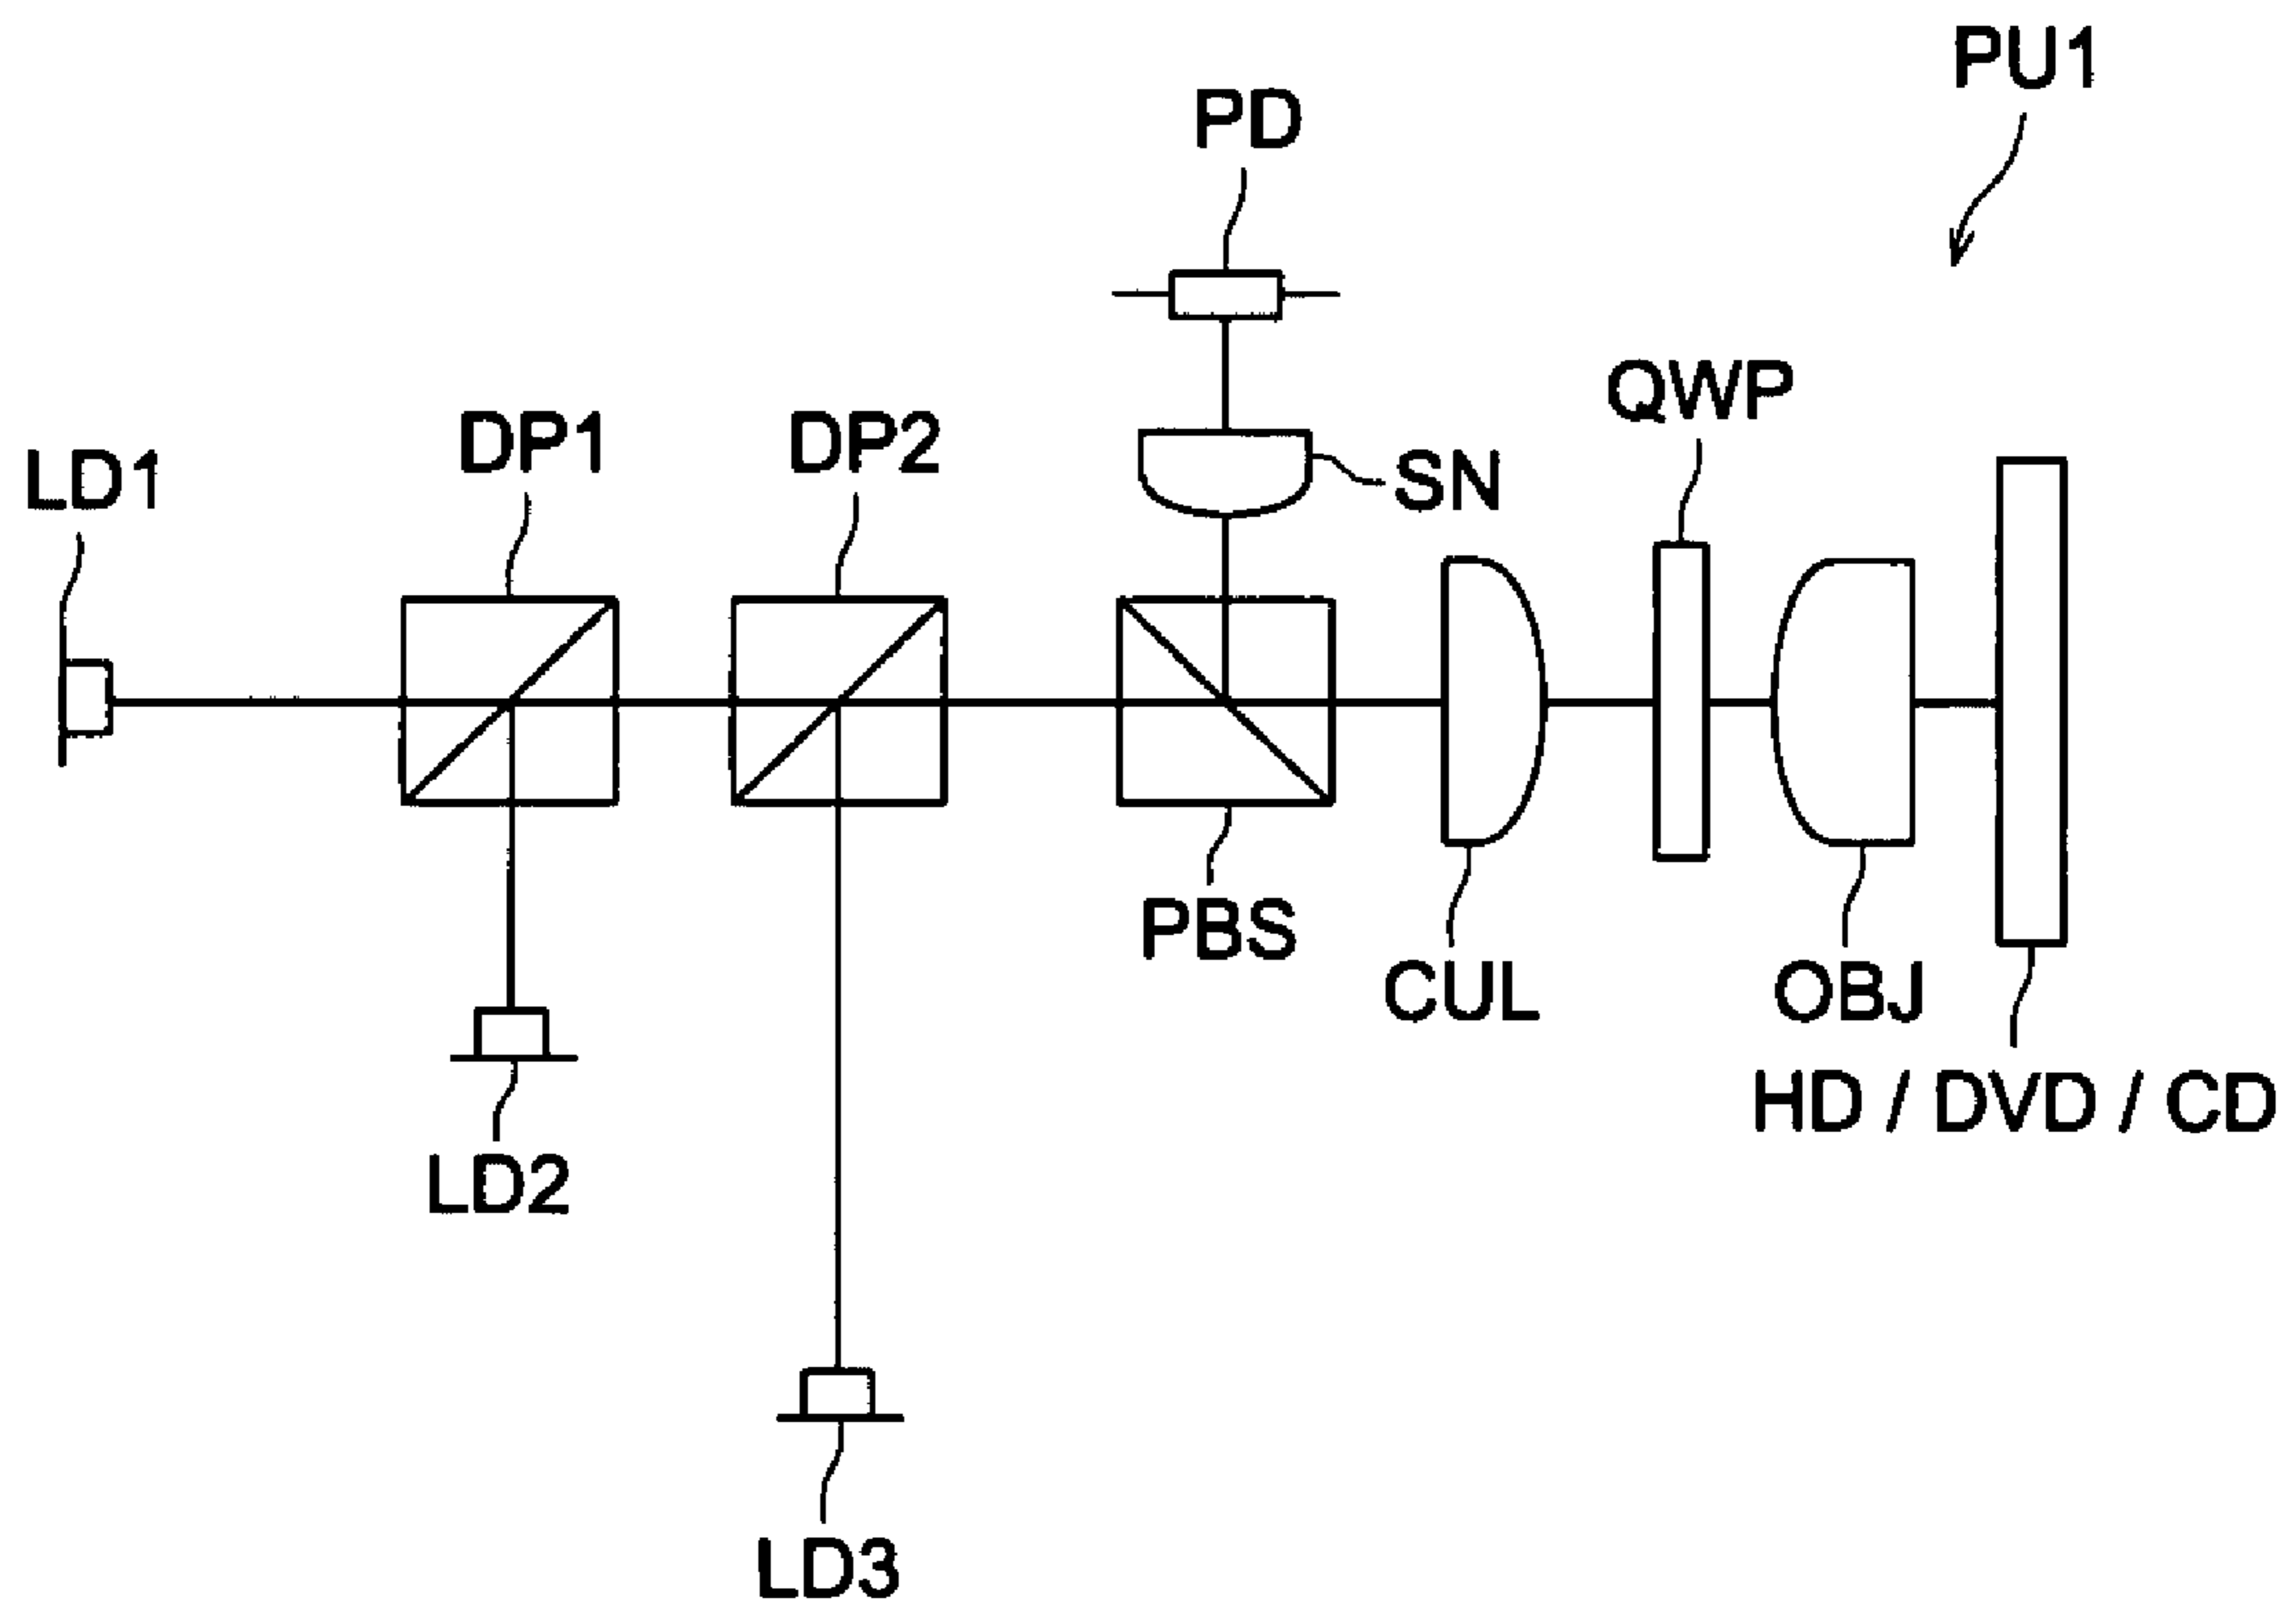 PU1
PD
QWP
DP1
DP2
LD1
SN
PBS
CUL
OBJ
HD / DVD / CD
LD2
LD3